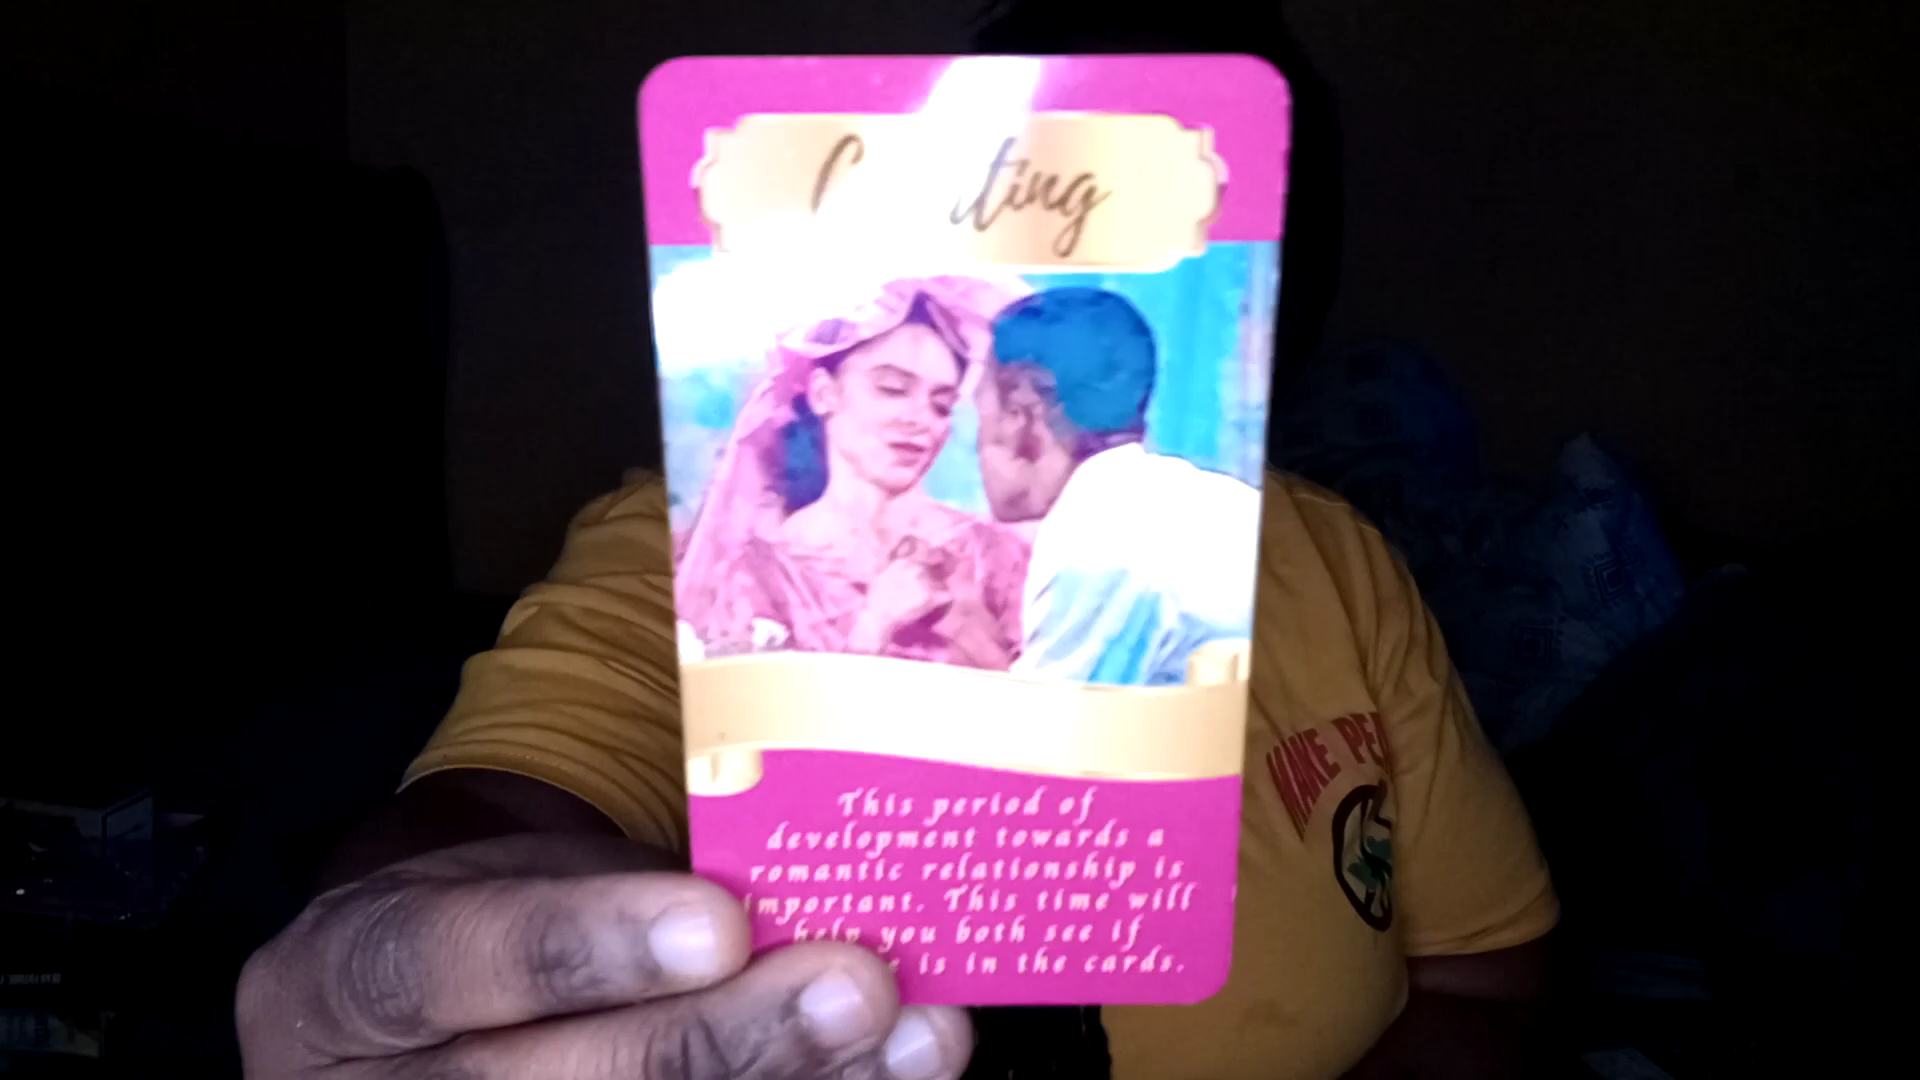 This period of
development towards a
romantic relationship is
important. This time will
help you both see if
is in the cards.
MAKE